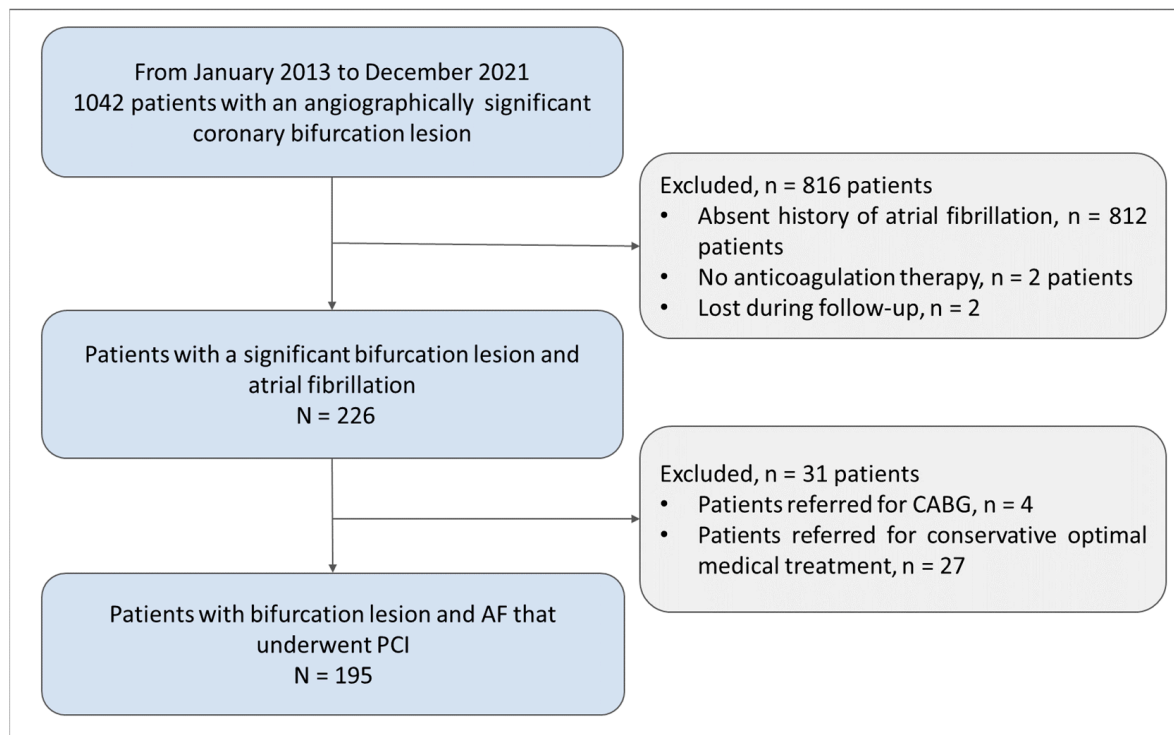 From January 2013 to December 2021
1042 patients with an angiographically significant
coronary bifurcation lesion
Excluded, n = 816 patients
• Absent history of atrial fibrillation, n = 812
patients
• No anticoagulation therapy, n = 2 patients
• Lost during follow-up, n = 2
Patients with a significant bifurcation lesion and
atrial fibrillation
N = 226
Excluded, n = 31 patients
• Patients referred for CABG, n = 4
• Patients referred for conservative optimal
medical treatment, n = 27
Patients with bifurcation lesion and AF that
underwent PCI
N = 195